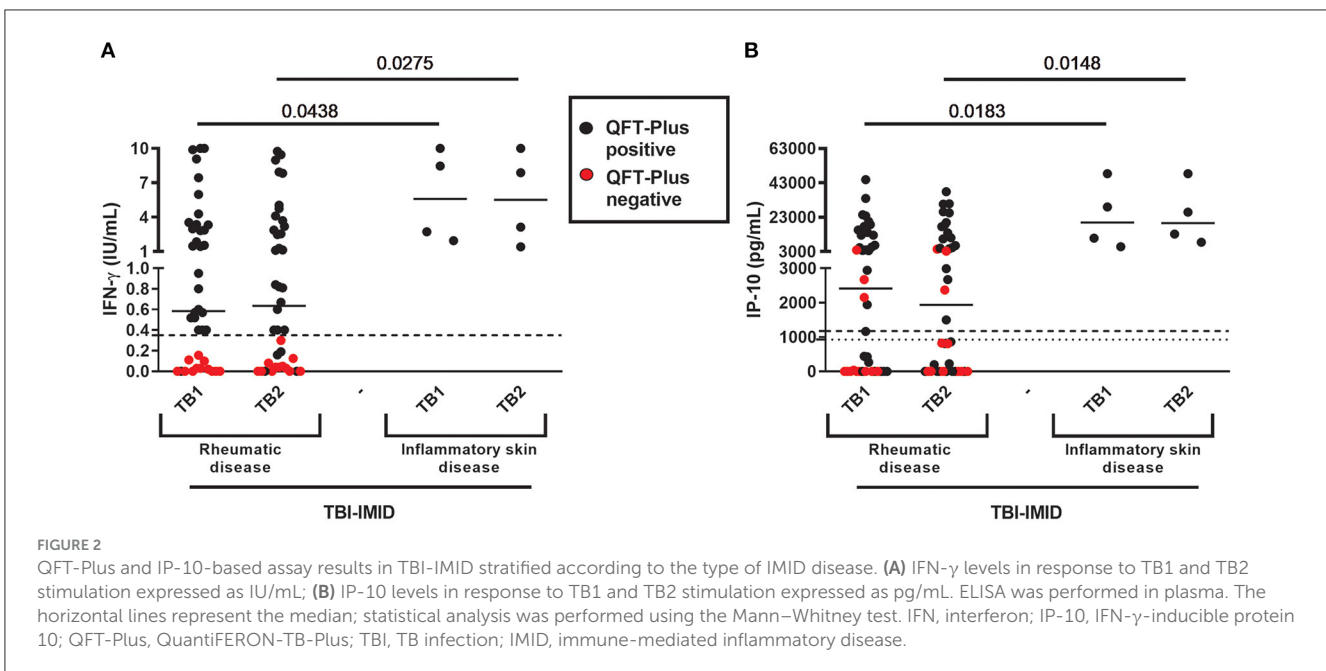 A
0.0275
0.0438
10
7
4
1
1.0
0.8
0.6
0.4
0.2
0.0
IFN-γ (IU/mL)
TB1
TB2
-
TB1
TB2
Rheumatic
disease
Inflammatory skin
disease
TBI-IMID
QFT-Plus
positive
QFT-Plus
negative
B
0.0148
0.0183
63000
43000
23000
3000
3000
2000
1000
0
IP-10 (pg/mL)
TB1
TB2
-
TB1
TB2
Rheumatic
disease
Inflammatory skin
disease
TBI-IMID
FIGURE 2
QFT-Plus and IP-10-based assay results in TBI-IMID stratified according to the type of IMID disease. (A) IFN-γ levels in response to TB1 and TB2
stimulation expressed as IU/mL; (B) IP-10 levels in response to TB1 and TB2 stimulation expressed as pg/mL. ELISA was performed in plasma. The
horizontal lines represent the median; statistical analysis was performed using the Mann–Whitney test. IFN, interferon; IP-10, IFN-γ-inducible protein
10; QFT-Plus, QuantiFERON-TB-Plus; TBI, TB infection; IMID, immune-mediated inflammatory disease.